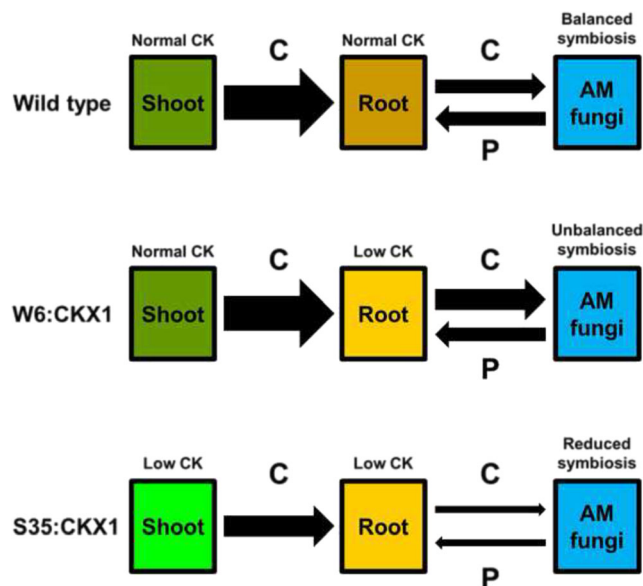 Normal CK
C
Normal CK
C
Balanced
symbiosis
Wild type
Shoot
Root
AM
fungi
P
Normal CK
C
Low CK
C
Unbalanced
symbiosis
W6:CKX1
Shoot
Root
AM
fungi
P
Low CK
C
Low CK
C
Reduced
symbiosis
S35:CKX1
Shoot
Root
AM
fungi
P